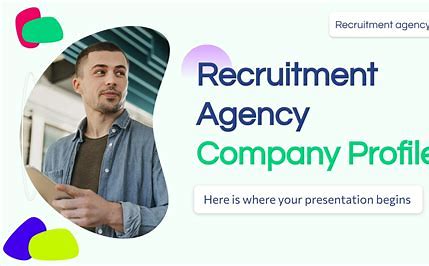 Recruitment agency
Recruitment
Agency
Company Profile
Here is where your presentation begins